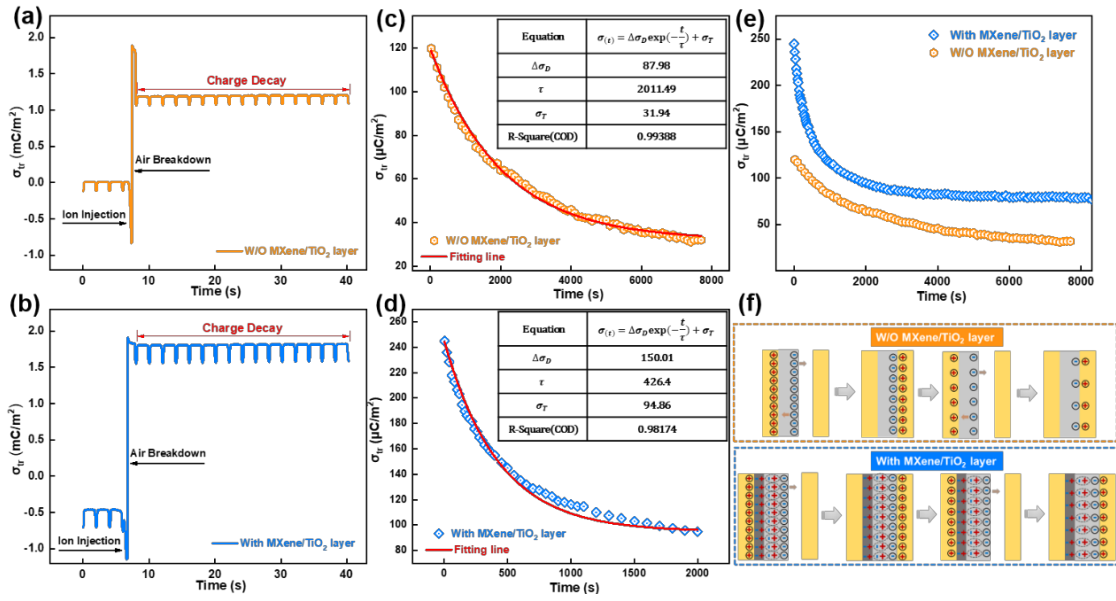 (a)
σtr (mC/m²)
2.0
1.5
1.0
0.5
0.0
-0.5
-1.0
Charge Decay
Air Breakdown
Ion Injection
W/O MXene/TiO₂ layer
0 10 20 30 40
Time (s)
(b)
σtr (mC/m²)
2.0
1.5
1.0
0.5
0.0
-0.5
-1.0
Charge Decay
Air Breakdown
Ion Injection
With MXene/TiO₂ layer
0 10 20 30 40
Time (s)
(c)
σtr (μC/m²)
120
100
80
60
40
20
Equation σ(t) = ΔσD exp(−t/τ) + σT
ΔσD 87.98
τ 2011.49
σT 31.94
R-Square(COD) 0.99388
W/O MXene/TiO₂ layer
Fitting line
0 2000 4000 6000 8000
Time (s)
(d)
σtr (μC/m²)
260
240
220
200
180
160
140
120
100
80
Equation σ(t) = ΔσD exp(−t/τ) + σT
ΔσD 150.01
τ 426.4
σT 94.86
R-Square(COD) 0.98174
With MXene/TiO₂ layer
Fitting line
0 500 1000 1500 2000
Time (s)
(e)
σtr (μC/m²)
250
200
150
100
50
With MXene/TiO₂ layer
W/O MXene/TiO₂ layer
0 2000 4000 6000 8000
Time (s)
(f)
W/O MXene/TiO₂ layer
With MXene/TiO₂ layer